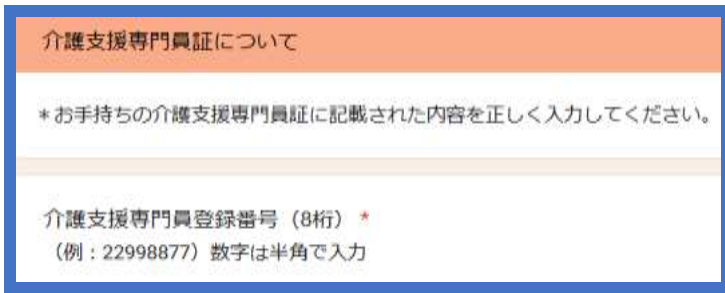 介護支援専門員証について
*お手持ちの介護支援専門員証に記載された内容を正しく入力してください。
介護支援専門員登録番号（8桁） *
（例：22998877）数字は半角で入力